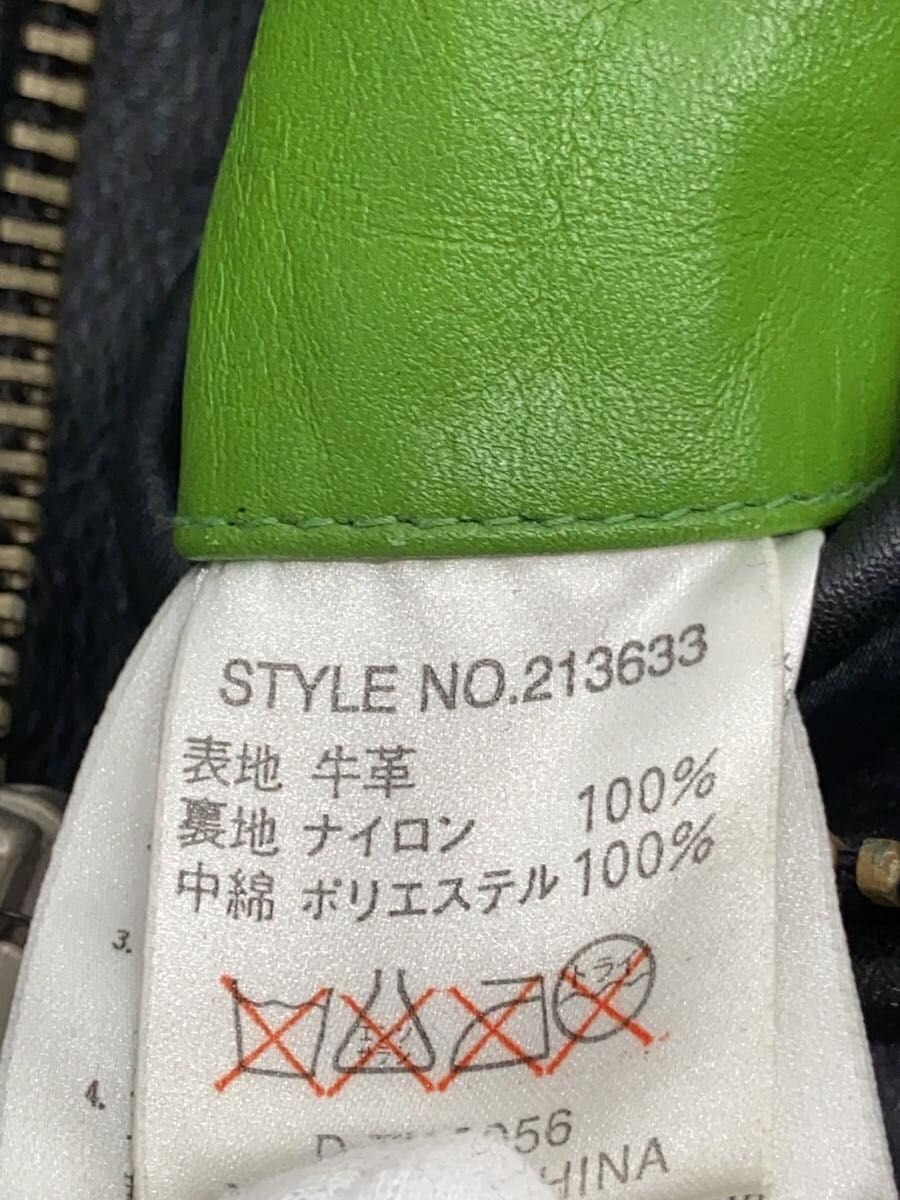 STYLE NO.213633
表地 牛革
裏地 ナイロン 100%
中綿 ポリエステル 100%
ドライ
3.
4.